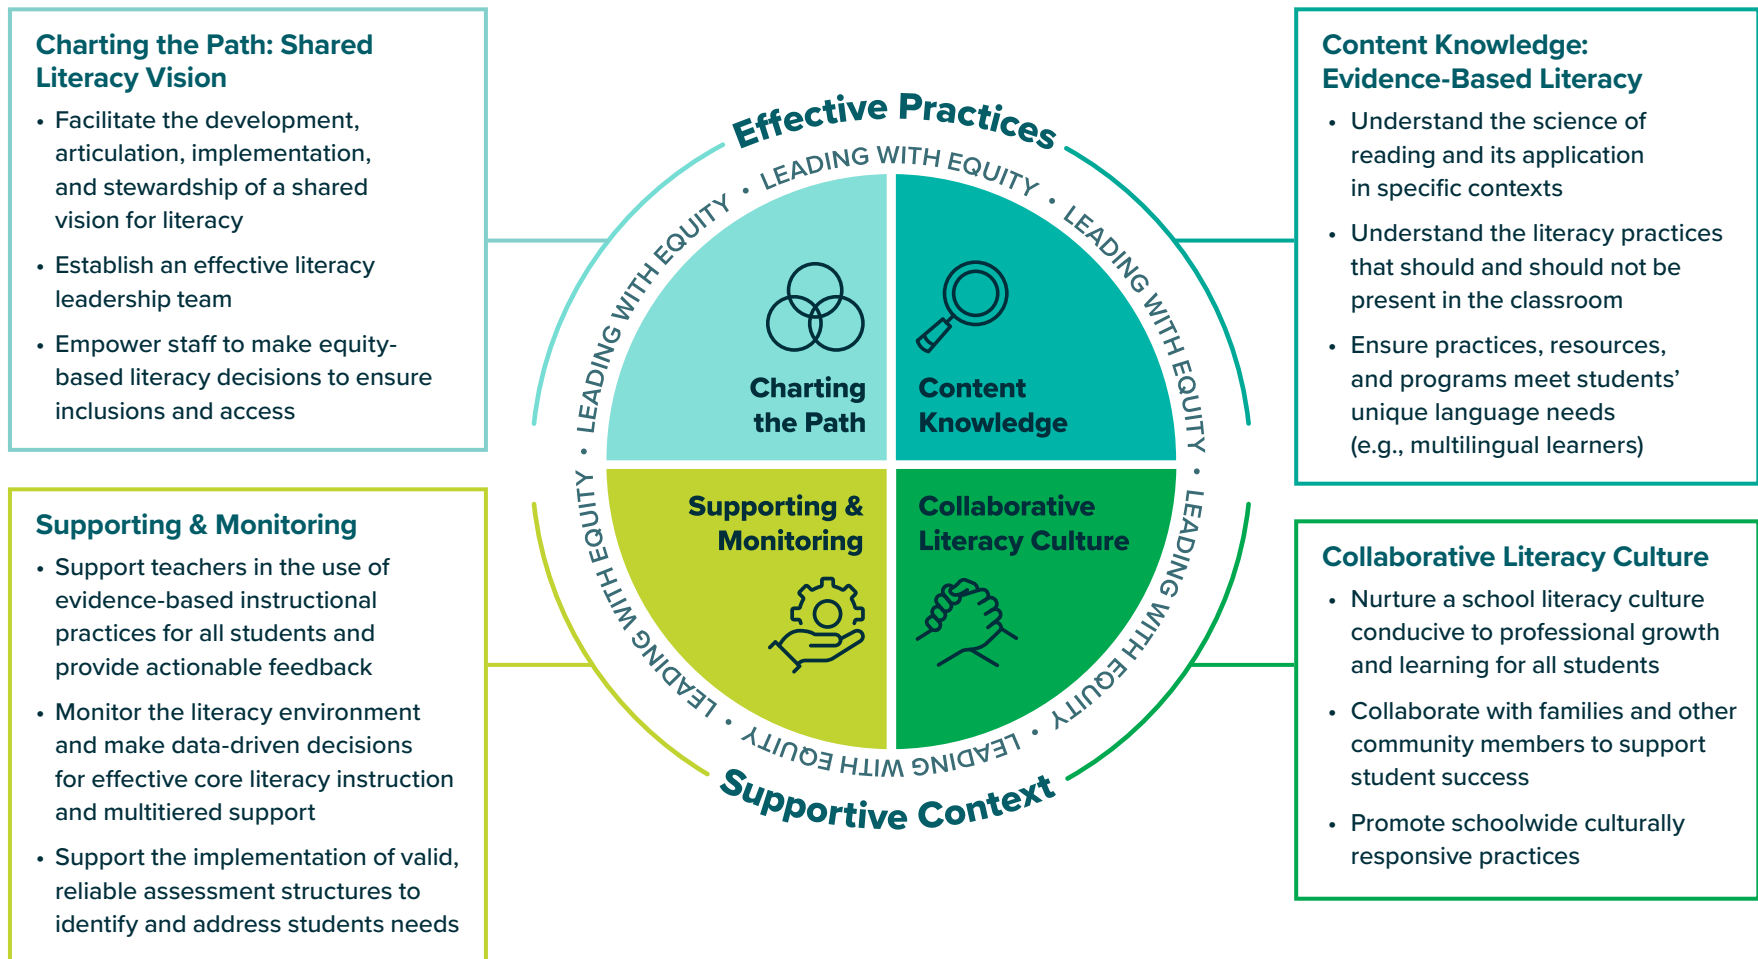 Charting the Path: Shared
Literacy Vision
• Facilitate the development,
articulation, implementation,
and stewardship of a shared
vision for literacy
• Establish an effective literacy
leadership team
• Empower staff to make equity-
based literacy decisions to ensure
inclusions and access
Supporting & Monitoring
• Support teachers in the use of
evidence-based instructional
practices for all students and
provide actionable feedback
• Monitor the literacy environment
and make data-driven decisions
for effective core literacy instruction
and multitiered support
• Support the implementation of valid,
reliable assessment structures to
identify and address students needs
Effective Practices
LEADING WITH EQUITY • LEADING WITH EQUITY • LEADING WITH EQUITY • LEADING WITH EQUITY • LEADING WITH EQUITY • LEADING WITH EQUITY •
Charting
the Path
Content
Knowledge
Supporting &
Monitoring
Collaborative
Literacy Culture
Supportive Context
Content Knowledge:
Evidence-Based Literacy
• Understand the science of
reading and its application
in specific contexts
• Understand the literacy practices
that should and should not be
present in the classroom
• Ensure practices, resources,
and programs meet students’
unique language needs
(e.g., multilingual learners)
Collaborative Literacy Culture
• Nurture a school literacy culture
conducive to professional growth
and learning for all students
• Collaborate with families and other
community members to support
student success
• Promote schoolwide culturally
responsive practices